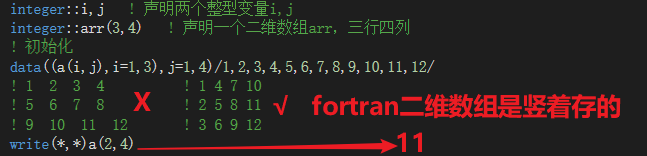 integer::i,j  ! 声明两个整型变量i,j
integer::arr(3,4)  ! 声明一个二维数组arr, 三行四列
! 初始化
data((a(i,j),i=1,3),j=1,4)/1,2,3,4,5,6,7,8,9,10,11,12/
! 1 2 3 4  ! 1 4 7 10
! 5 6 7 8  X  ! 2 5 8 11  √ fortran二维数组是竖着存的
! 9 10 11 12  ! 3 6 9 12
write(*,*)a(2,4)  11